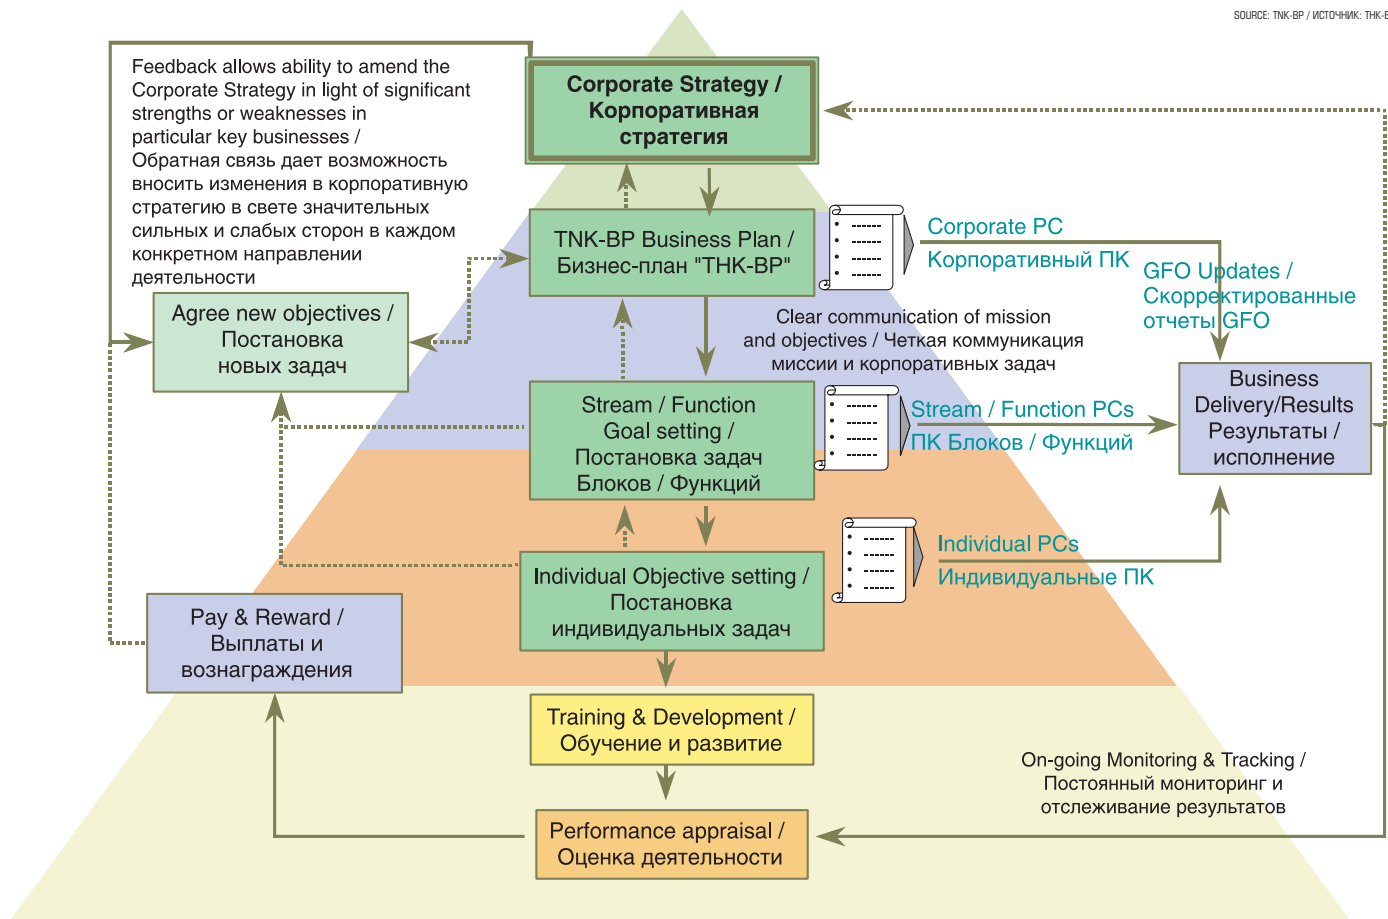 SOURCE: TNK-BP / ИСТОЧНИК: ТНК-В
Feedback allows ability to amend the
Corporate Strategy in light of significant
strengths or weaknesses in
particular key businesses /
Обратная связь дает возможность
вносить изменения в корпоративную
стратегию в свете значительных
сильных и слабых сторон в каждом
конкретном направлении
деятельности
Corporate Strategy /
Корпоративная
стратегия
TNK-BP Business Plan /
Бизнес-план "ТНК-ВР"
Corporate PC
Корпоративный ПК
GFO Updates /
Скорректированные
отчеты GFO
Agree new objectives /
Постановка
новых задач
Clear communication of mission
and objectives / Четкая коммуникация
миссии и корпоративных задач
Stream / Function
Goal setting /
Постановка задач
Блоков / Функций
Stream / Function PCs
ПК Блоков / Функций
Business
Delivery/Results
Результаты /
исполнение
Individual Objective setting /
Постановка
индивидуальных задач
Individual PCs
Индивидуальные ПК
Pay & Reward /
Выплаты и
вознаграждения
Training & Development /
Обучение и развитие
On-going Monitoring & Tracking /
Постоянный мониторинг и
отслеживание результатов
Performance appraisal /
Оценка деятельности